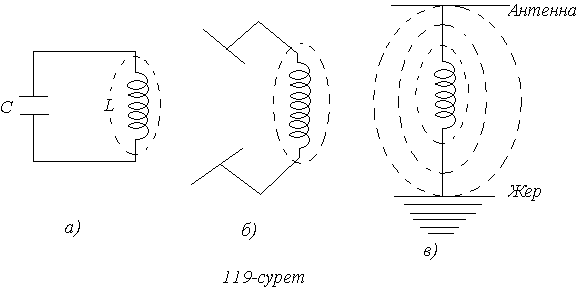 Антенна
C
L
Жер
а)
б)
в)
119-сурет